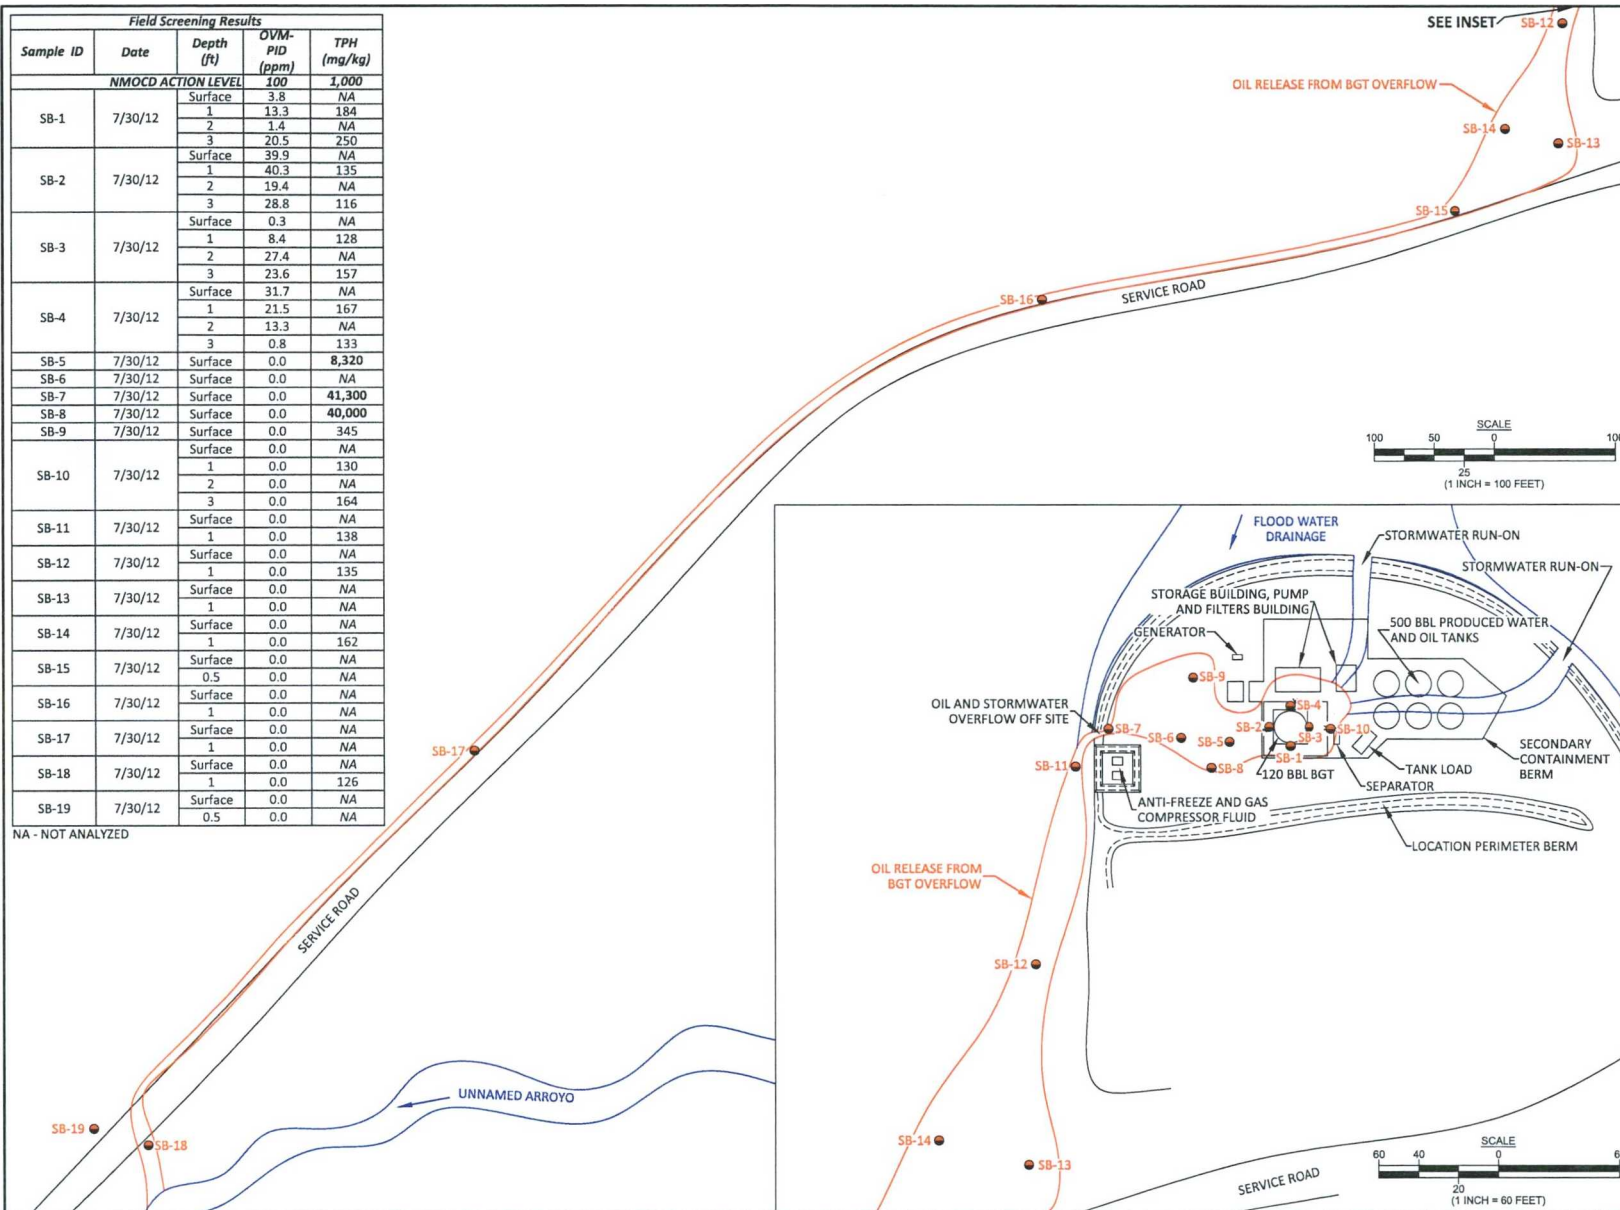 Field Screening Results
Sample ID Date Depth (ft) OVM-PID (ppm) TPH (mg/kg)
NMOCD ACTION LEVEL 100 1,000
SB-1 7/30/12 Surface 3.8 NA
1 13.3 184
2 1.4 NA
3 20.5 250
SB-2 7/30/12 Surface 39.9 NA
1 40.3 135
2 19.4 NA
3 28.8 116
SB-3 7/30/12 Surface 0.3 NA
1 8.4 128
2 27.4 NA
3 23.6 157
SB-4 7/30/12 Surface 31.7 NA
1 21.5 167
2 13.3 NA
3 0.8 133
SB-5 7/30/12 Surface 0.0 8,320
SB-6 7/30/12 Surface 0.0 NA
SB-7 7/30/12 Surface 0.0 41,300
SB-8 7/30/12 Surface 0.0 40,000
SB-9 7/30/12 Surface 0.0 345
SB-10 7/30/12 Surface 0.0 NA
1 0.0 130
2 0.0 NA
3 0.0 164
SB-11 7/30/12 Surface 0.0 NA
1 0.0 138
SB-12 7/30/12 Surface 0.0 NA
1 0.0 135
SB-13 7/30/12 Surface 0.0 NA
1 0.0 NA
SB-14 7/30/12 Surface 0.0 NA
1 0.0 162
SB-15 7/30/12 Surface 0.0 NA
0.5 0.0 NA
SB-16 7/30/12 Surface 0.0 NA
1 0.0 NA
SB-17 7/30/12 Surface 0.0 NA
1 0.0 NA
SB-18 7/30/12 Surface 0.0 NA
1 0.0 126
SB-19 7/30/12 Surface 0.0 NA
0.5 0.0 NA
NA - NOT ANALYZED
SEE INSET
SB-12
OIL RELEASE FROM BGT OVERFLOW
SB-14
SB-13
SB-15
SB-16
SERVICE ROAD
SB-17
SERVICE ROAD
UNNAMED ARROYO
SB-19
SB-18
SCALE
100 50 0 100
25
(1 INCH = 100 FEET)
FLOOD WATER
DRAINAGE
STORMWATER RUN-ON
STORMWATER RUN-ON
STORAGE BUILDING, PUMP
AND FILTERS BUILDING
GENERATOR
500 BBL PRODUCED WATER
AND OIL TANKS
SB-9
OIL AND STORMWATER
OVERFLOW OFF SITE
SB-4
SB-7
SB-2
SB-10
SB-6
SB-5
SB-3
SB-1
SB-11
SB-8
120 BBL BGT
TANK LOAD
SEPARATOR
SECONDARY
CONTAINMENT
BERM
ANTI-FREEZE AND GAS
COMPRESSOR FLUID
LOCATION PERIMETER BERM
OIL RELEASE FROM
BGT OVERFLOW
SB-12
SB-14
SB-13
SERVICE ROAD
SCALE
60 40 0
20
(1 INCH = 60 FEET)